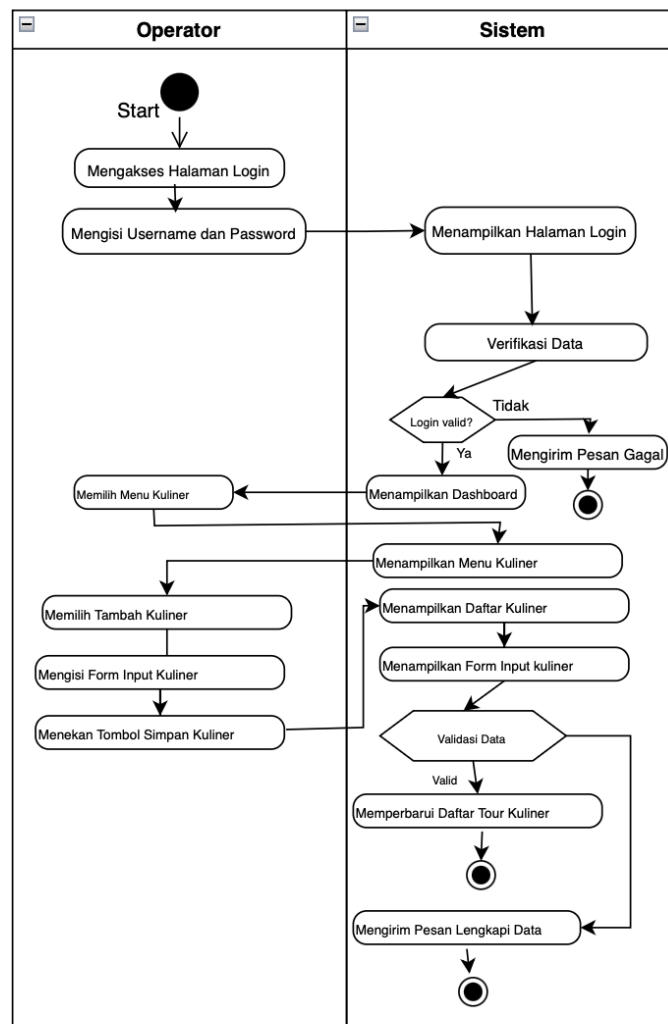 Operator
Sistem
Start
Mengakses Halaman Login
Mengisi Username dan Password
Menampilkan Halaman Login
Verifikasi Data
Login valid?
Tidak
Ya
Mengirim Pesan Gagal
Memilih Menu Kuliner
Menampilkan Dashboard
Menampilkan Menu Kuliner
Memilih Tambah Kuliner
Menampilkan Daftar Kuliner
Mengisi Form Input Kuliner
Menampilkan Form Input kuliner
Menekan Tombol Simpan Kuliner
Validasi Data
Valid
Memperbarui Daftar Tour Kuliner
Mengirim Pesan Lengkapi Data